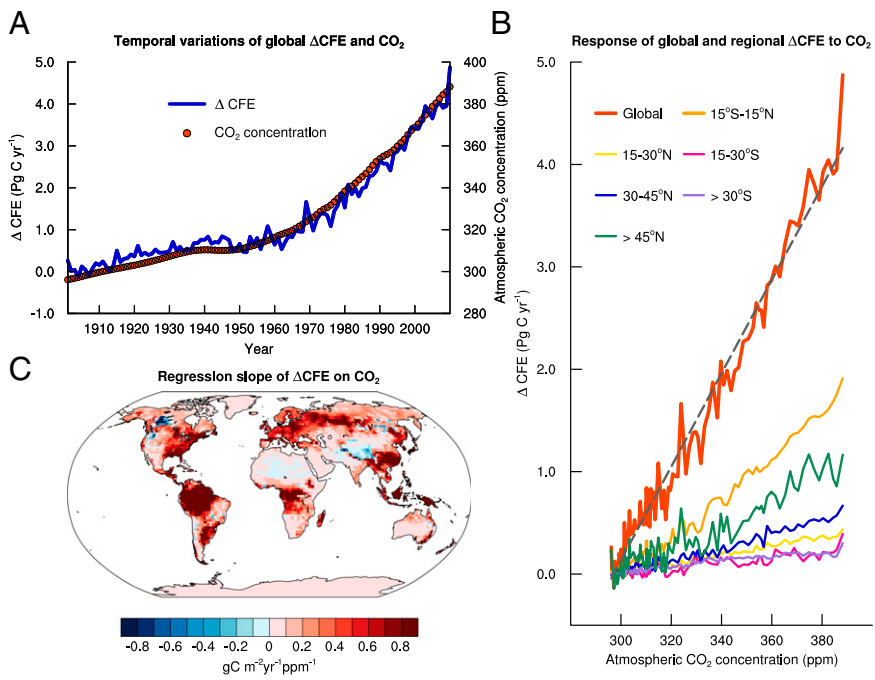 A
Temporal variations of global ΔCFE and CO₂
5.0
4.0
3.0
2.0
1.0
0.0
-1.0
Δ CFE (Pg C yr⁻¹)
Δ CFE
CO₂ concentration
400
380
360
340
320
300
280
Atmospheric CO₂ concentration (ppm)
1910 1920 1930 1940 1950 1960 1970 1980 1990 2000
Year
B
Response of global and regional ΔCFE to CO₂
5.0
4.0
3.0
2.0
1.0
0.0
Δ CFE (Pg C yr⁻¹)
Global 15°S-15°N
15-30°N 15-30°S
30-45°N > 30°S
> 45°N
300 320 340 360 380
Atmospheric CO₂ concentration (ppm)
C
Regression slope of ΔCFE on CO₂
-0.8 -0.6 -0.4 -0.2 0 0.2 0.4 0.6 0.8
gC m⁻²yr⁻¹ppm⁻¹